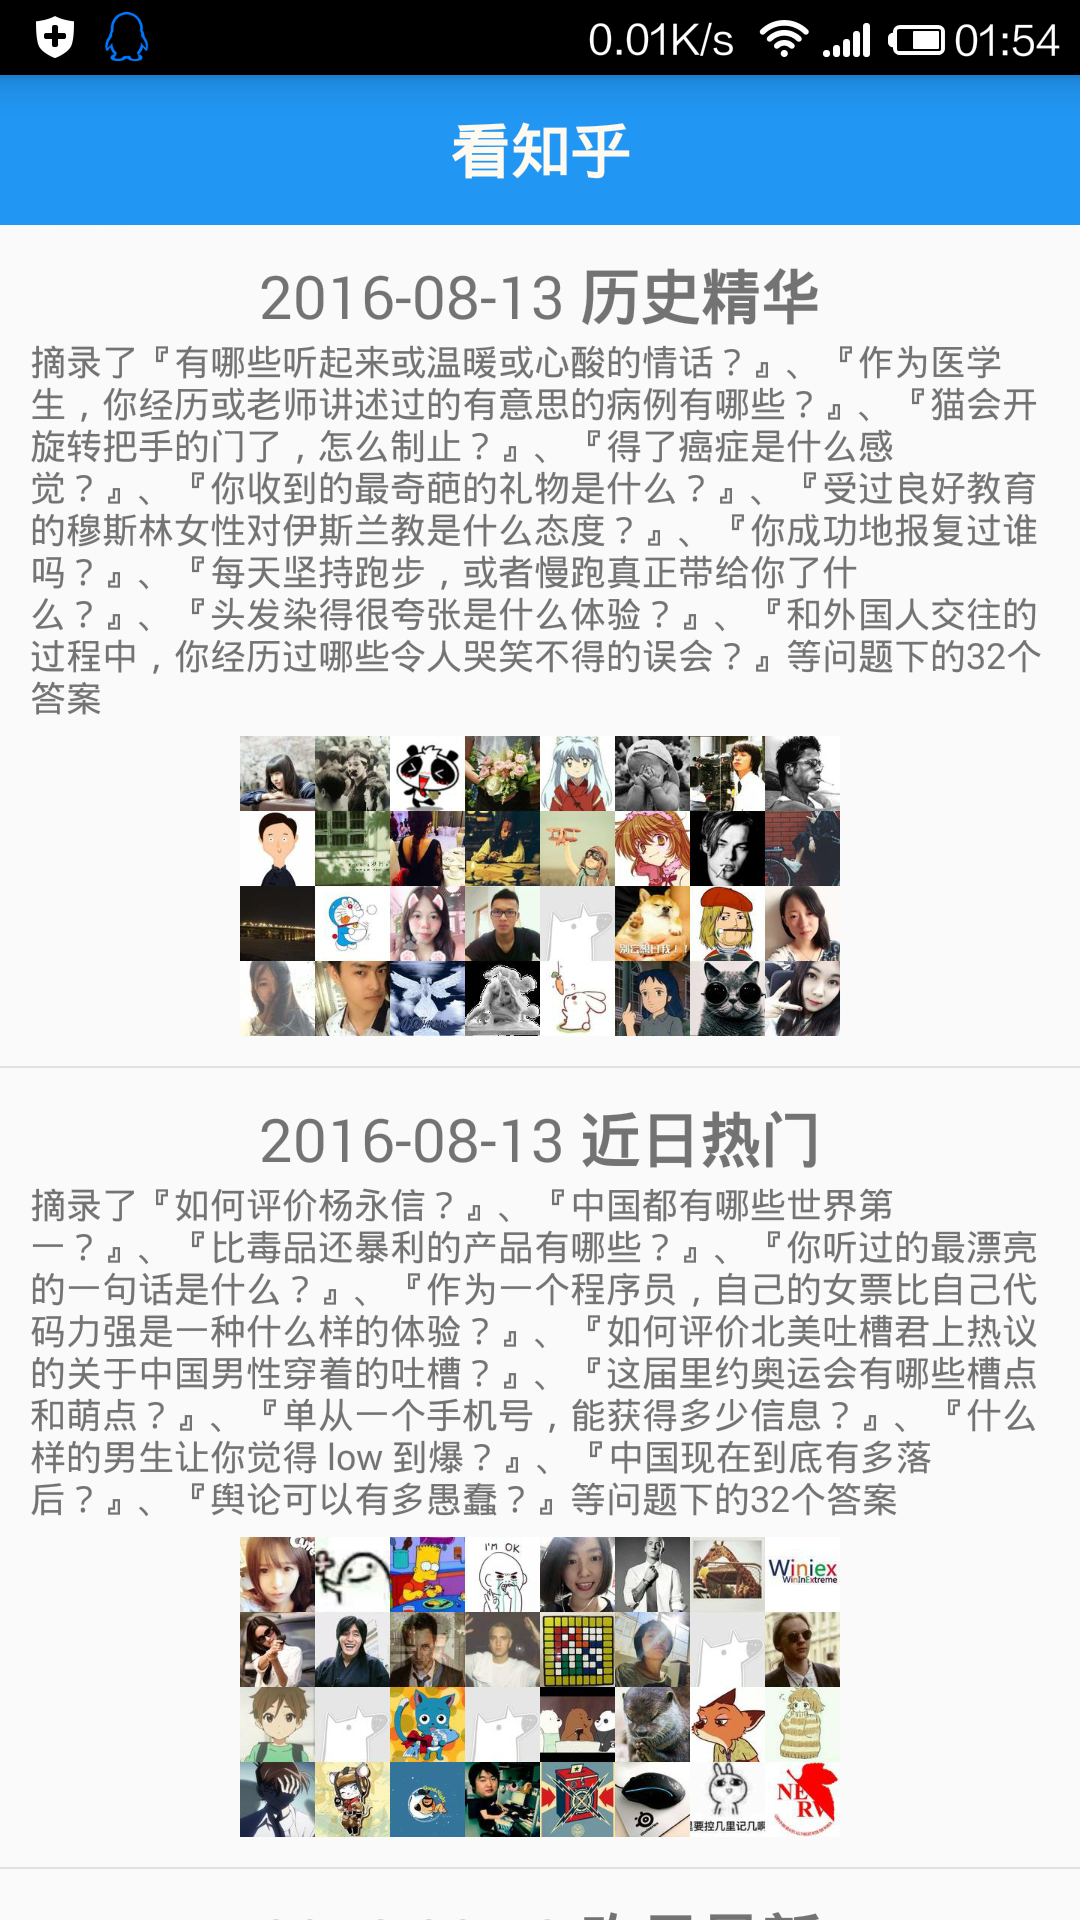 0.01K/s 01:54
看知乎
2016-08-13 历史精华
摘录了『有哪些听起来或温暖或心酸的情话？』、『作为医学
生，你经历或老师讲述过的有意思的病例有哪些？』、『猫会开
旋转把手的门了，怎么制止？』、『得了癌症是什么感
觉？』、『你收到的最奇葩的礼物是什么？』、『受过良好教育
的穆斯林女性对伊斯兰教是什么态度？』、『你成功地报复过谁
吗？』、『每天坚持跑步，或者慢跑真正带给你了什
么？』、『头发染得很夸张是什么体验？』、『和外国人交往的
过程中，你经历过哪些令人哭笑不得的误会？』等问题下的32个
答案
2016-08-13 近日热门
摘录了『如何评价杨永信？』、『中国都有哪些世界第
一？』、『比毒品还暴利的产品有哪些？』、『你听过的最漂亮
的一句话是什么？』、『作为一个程序员，自己的女票比自己代
码力强是一种什么样的体验？』、『如何评价北美吐槽君上热议
的关于中国男性穿着的吐槽？』、『这届里约奥运会有哪些槽点
和萌点？』、『单从一个手机号，能获得多少信息？』、『什么
样的男生让你觉得 low 到爆？』、『中国现在到底有多落
后？』、『舆论可以有多愚蠢？』等问题下的32个答案
I'M OK
Winiex
WinInExtreme
NERV